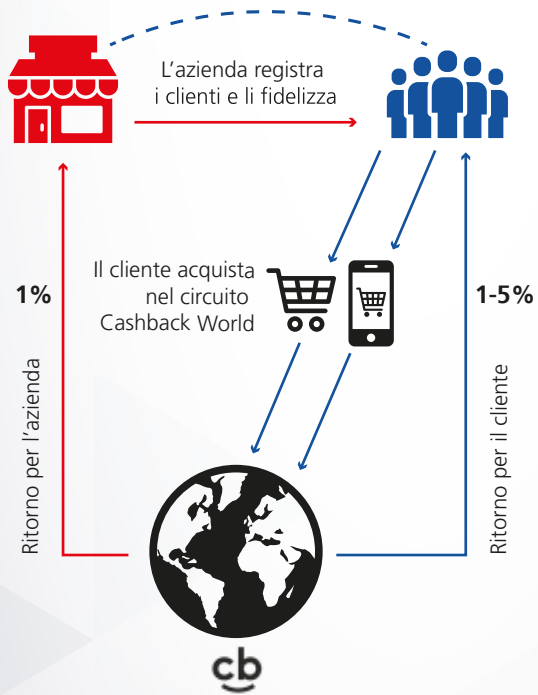 L'azienda registra
i clienti e li fidelizza
Il cliente acquista
nel circuito
Cashback World
1%
1-5%
Ritorno per l'azienda
Ritorno per il cliente
cb